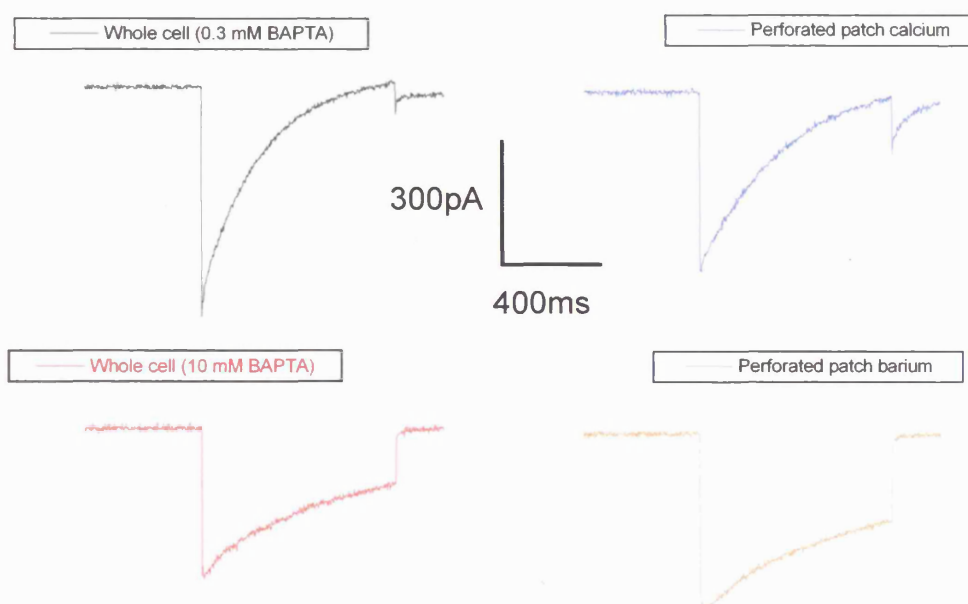 Whole cell (0.3 mM BAPTA)
Perforated patch calcium
300pA
400ms
Whole cell (10 mM BAPTA)
Perforated patch barium